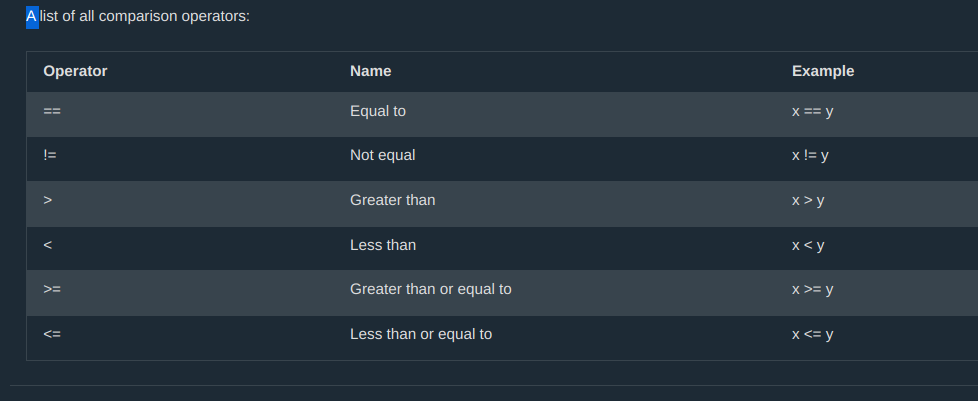 A list of all comparison operators:
Operator Name Example
== Equal to x == y
!= Not equal x != y
> Greater than x > y
< Less than x < y
>= Greater than or equal to x >= y
<= Less than or equal to x <= y